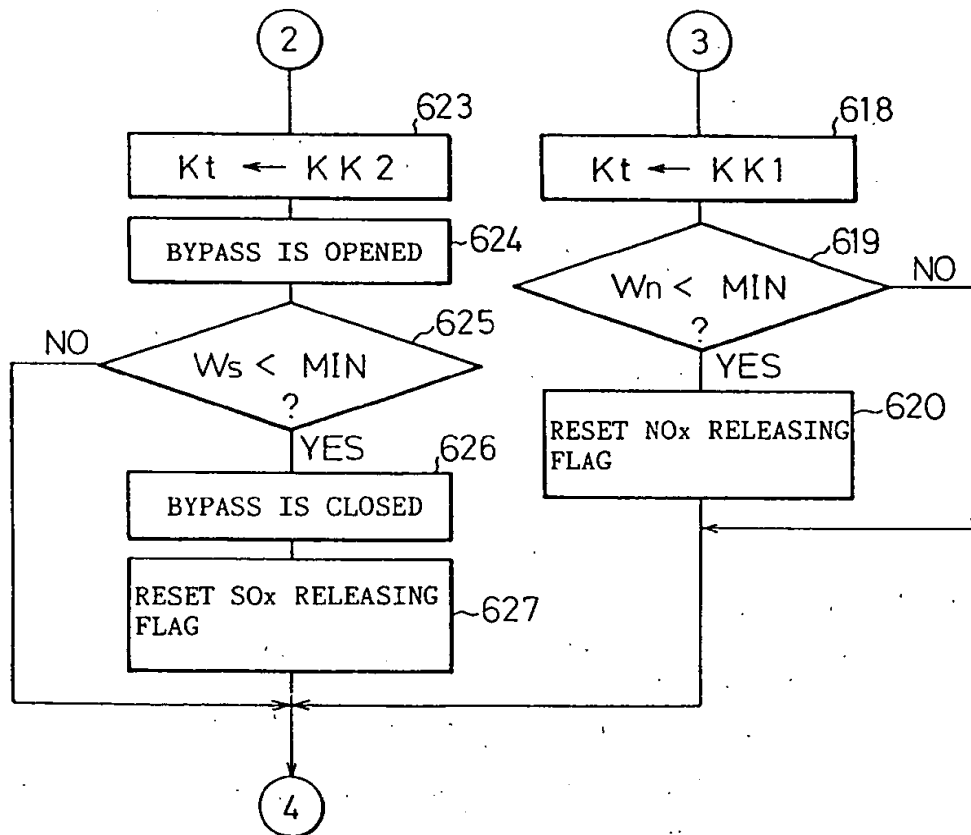 2
623
Kt ← KK2
BYPASS IS OPENED
624
625
NO
Ws < MIN
?
YES
626
BYPASS IS CLOSED
RESET SOx RELEASING
FLAG
627
3
618
Kt ← KK1
619
NO
Wn < MIN
?
YES
RESET NOx RELEASING
FLAG
620
4